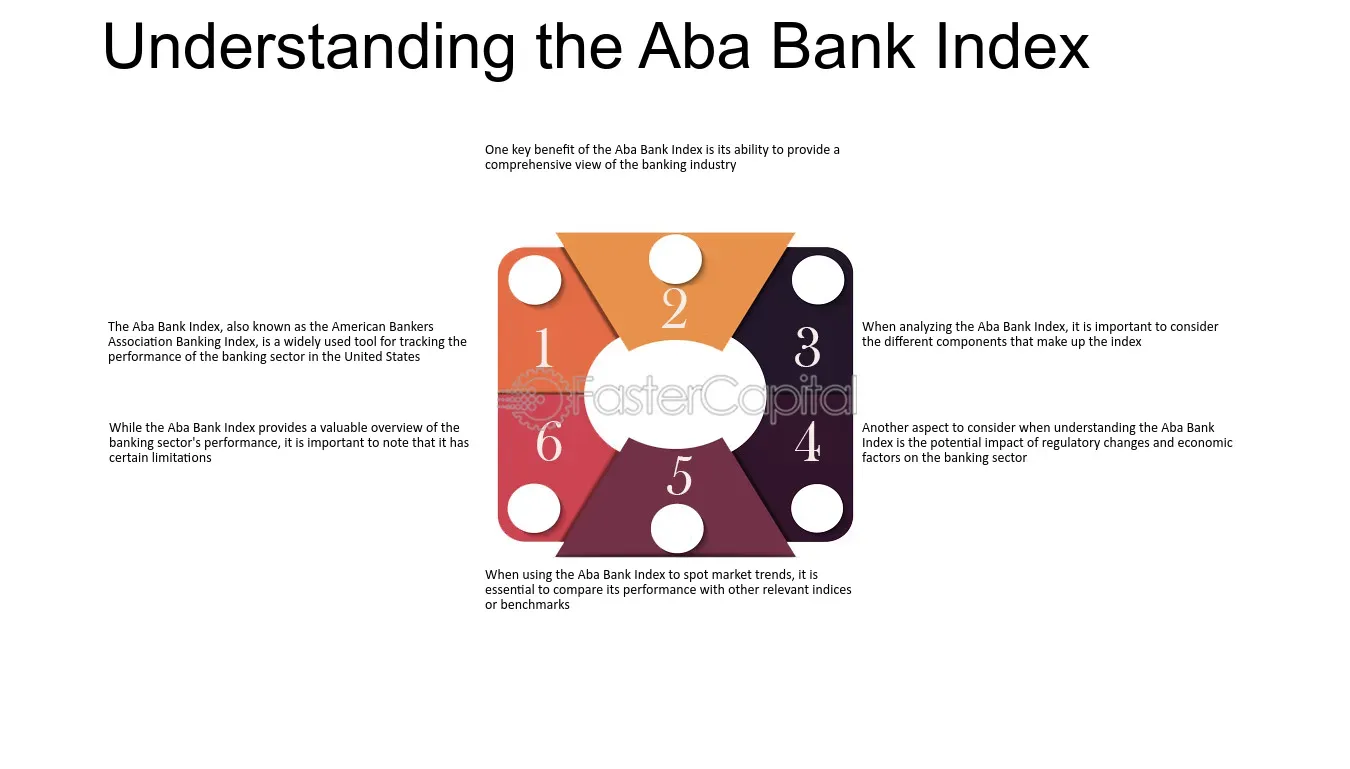 Understanding the Aba Bank Index
One key benefit of the Aba Bank Index is its ability to provide a
comprehensive view of the banking industry
The Aba Bank Index, also known as the American Bankers
Association Banking Index, is a widely used tool for tracking the
performance of the banking sector in the United States
1
2
3
When analyzing the Aba Bank Index, it is important to consider
the different components that make up the index
FasterCapital
While the Aba Bank Index provides a valuable overview of the
banking sector's performance, it is important to note that it has
certain limitations
6
5
4
Another aspect to consider when understanding the Aba Bank
Index is the potential impact of regulatory changes and economic
factors on the banking sector
When using the Aba Bank Index to spot market trends, it is
essential to compare its performance with other relevant indices
or benchmarks